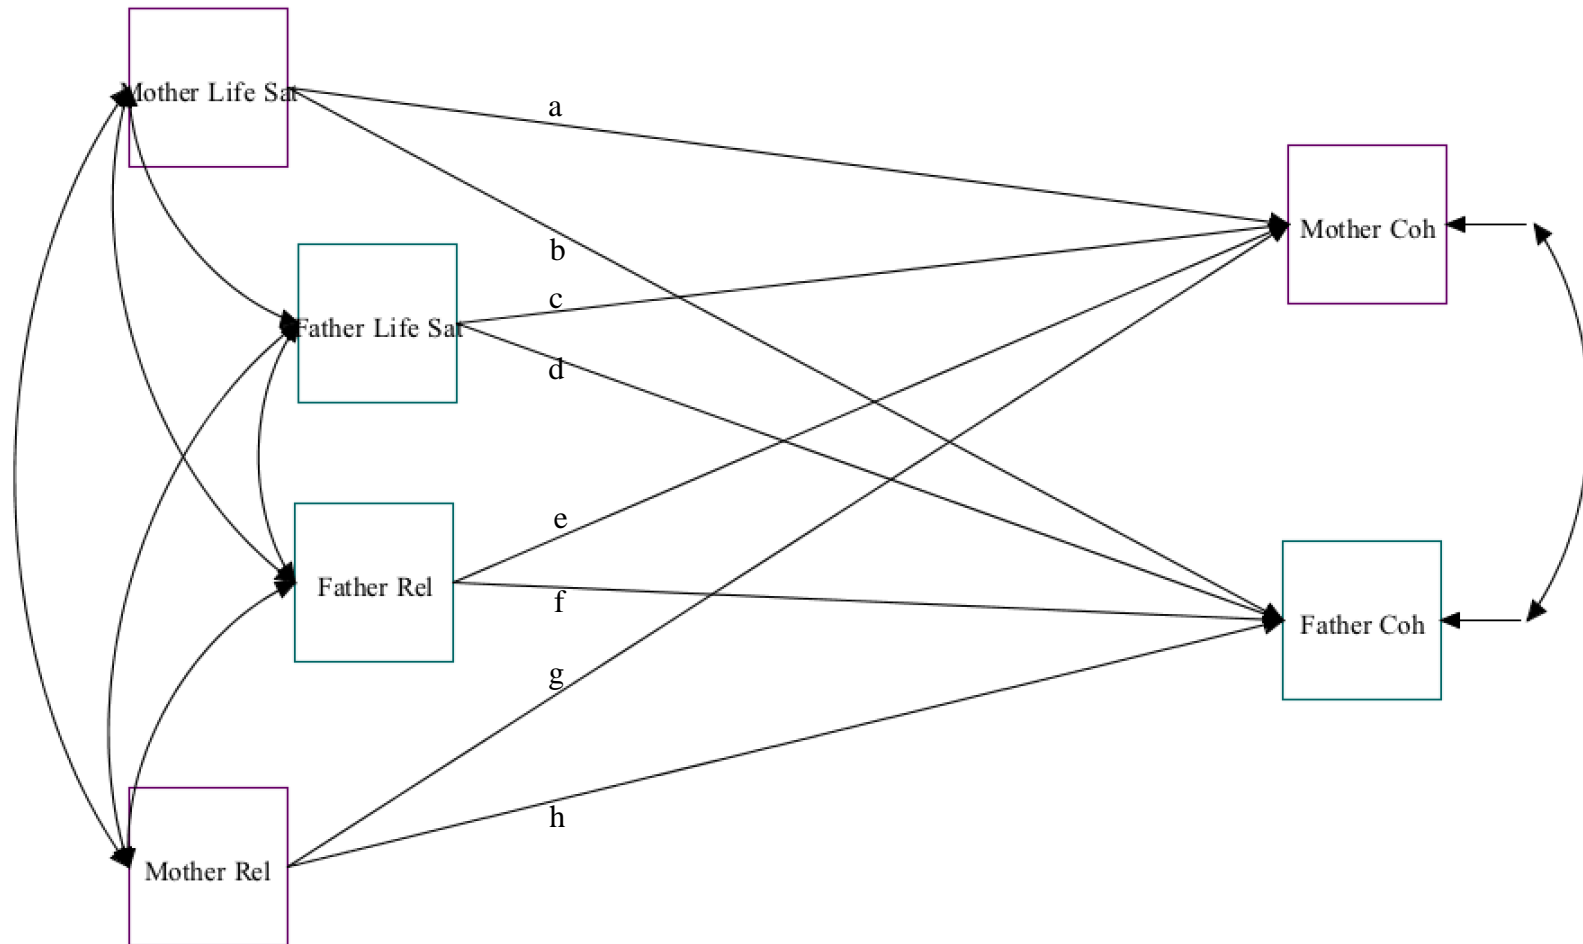 Mother Life Sat
a
Mother Coh
b
c
Father Life Sat
d
e
Father Rel
f
Father Coh
g
h
Mother Rel